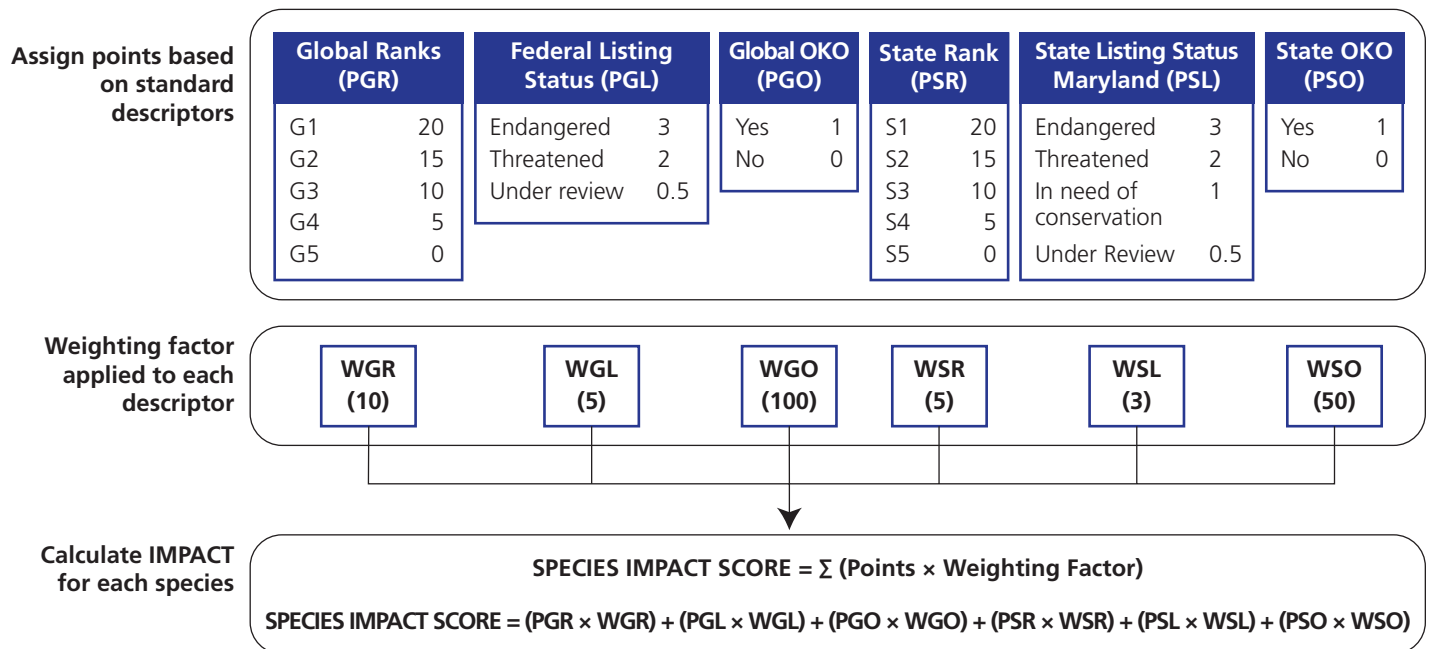 Assign points based
on standard
descriptors
Global Ranks
(PGR)
G1 20
G2 15
G3 10
G4 5
G5 0
Federal Listing
Status (PGL)
Endangered 3
Threatened 2
Under review 0.5
Global OKO
(PGO)
Yes 1
No 0
State Rank
(PSR)
S1 20
S2 15
S3 10
S4 5
S5 0
State Listing Status
Maryland (PSL)
Endangered 3
Threatened 2
In need of 1
conservation
Under Review 0.5
State OKO
(PSO)
Yes 1
No 0
Weighting factor
applied to each
descriptor
WGR
(10)
WGL
(5)
WGO
(100)
WSR
(5)
WSL
(3)
WSO
(50)
Calculate IMPACT
for each species
SPECIES IMPACT SCORE = Σ (Points × Weighting Factor)
SPECIES IMPACT SCORE = (PGR × WGR) + (PGL × WGL) + (PGO × WGO) + (PSR × WSR) + (PSL × WSL) + (PSO × WSO)